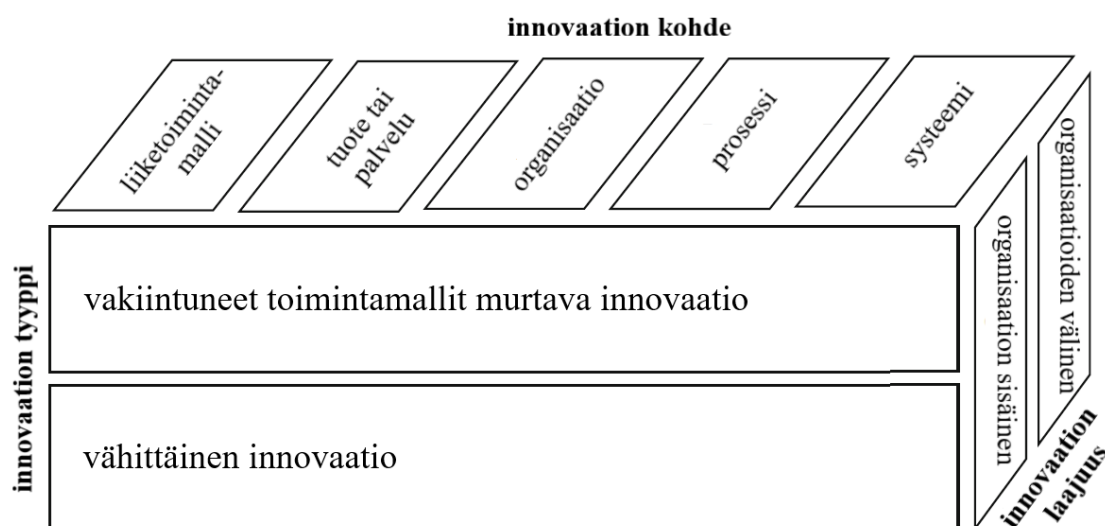 innovaation kohde
liiketoiminta-
malli
tuote tai
palvelu
organisaatio
prosessi
systeemi
innovaation tyyppi
vakiintuneet toimintamallit murtava innovaatio
vähittäinen innovaatio
organisaation sisäinen
organisaatioiden välinen
innovaation
laajuus